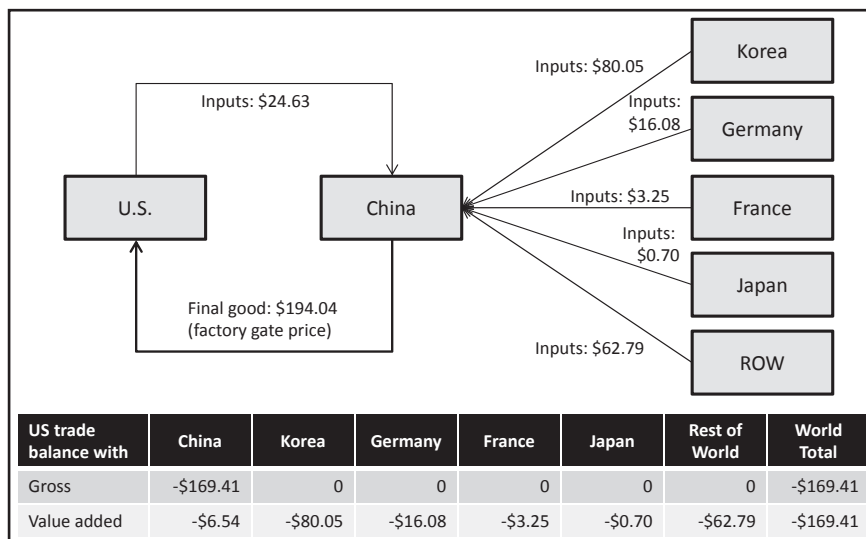 Korea
Inputs: $80.05
Inputs: $24.63
Inputs:
$16.08
Germany
U.S.
China
Inputs: $3.25
France
Inputs:
$0.70
Japan
Final good: $194.04
(factory gate price)
Inputs: $62.79
ROW
US trade
balance with
China
Korea
Germany
France
Japan
Rest of
World
World
Total
Gross -$169.41 0 0 0 0 0 -$169.41
Value added -$6.54 -$80.05 -$16.08 -$3.25 -$0.70 -$62.79 -$169.41